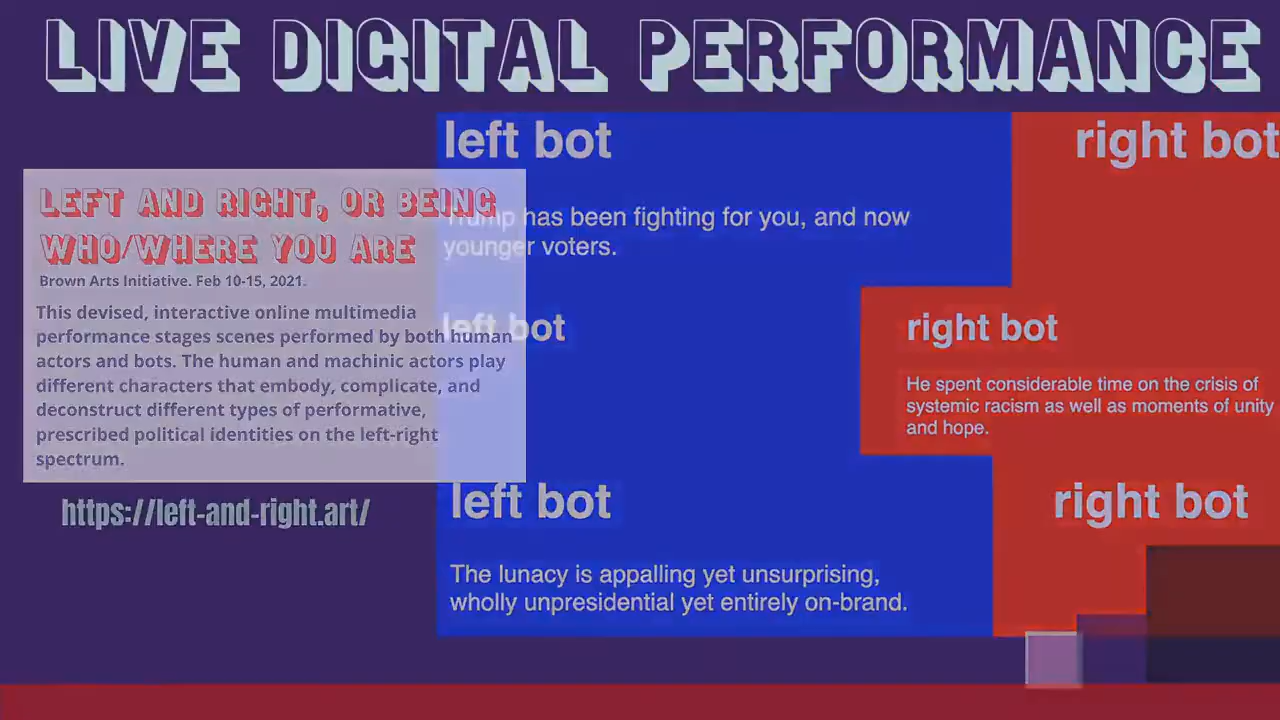 LIVE DIGITAL PERFORMANCE
LEFT AND RIGHT, OR BEING
WHO/WHERE YOU ARE
Brown Arts Initiative. Feb 10-15, 2021.
This devised, interactive online multimedia
performance stages scenes performed by both human
actors and bots. The human and machinic actors play
different characters that embody, complicate, and
deconstruct different types of performative,
prescribed political identities on the left-right
spectrum.
https://left-and-right.art/
left bot
right bot
Trump has been fighting for you, and now
younger voters.
left bot
right bot
He spent considerable time on the crisis of
systemic racism as well as moments of unity
and hope.
left bot
right bot
The lunacy is appalling yet unsurprising,
wholly unpresidential yet entirely on-brand.